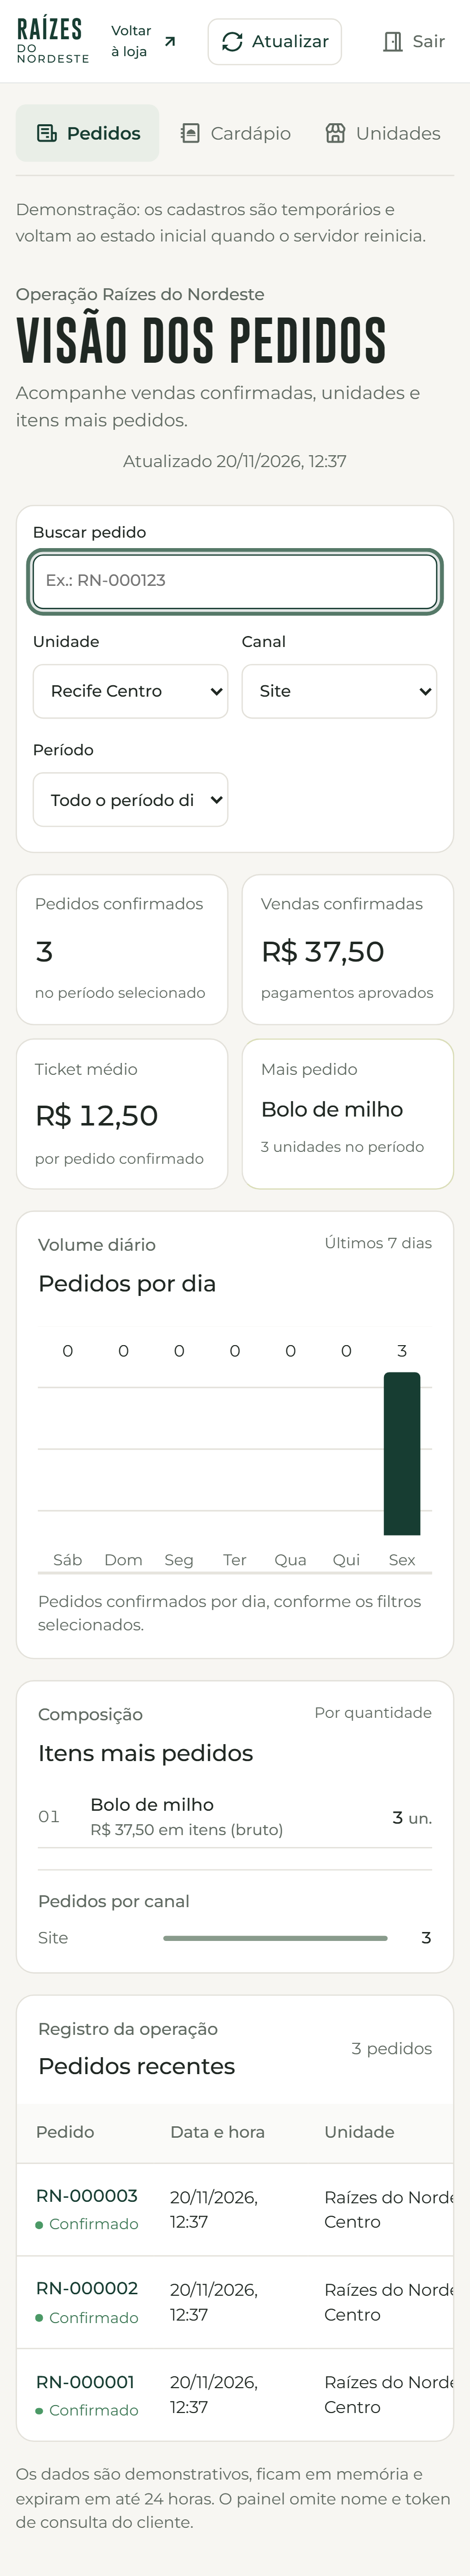 RAÍZES
DO
NORDESTE
Voltar
à loja
Atualizar
Sair
Pedidos
Cardápio
Unidades
Demonstração: os cadastros são temporários e
voltam ao estado inicial quando o servidor reinicia.
Operação Raízes do Nordeste
VISÃO DOS PEDIDOS
Acompanhe vendas confirmadas, unidades e
itens mais pedidos.
Atualizado 20/11/2026, 12:37
Buscar pedido
Ex.: RN-000123
Unidade
Canal
Recife Centro
Site
Período
Todo o período di
Pedidos confirmados
3
no período selecionado
Vendas confirmadas
R$ 37,50
pagamentos aprovados
Ticket médio
R$ 12,50
por pedido confirmado
Mais pedido
Bolo de milho
3 unidades no período
Volume diário
Últimos 7 dias
Pedidos por dia
0 0 0 0 0 0 3
Sáb Dom Seg Ter Qua Qui Sex
Pedidos confirmados por dia, conforme os filtros
selecionados.
Composição
Por quantidade
Itens mais pedidos
01
Bolo de milho
R$ 37,50 em itens (bruto)
3 un.
Pedidos por canal
Site
3
Registro da operação
Pedidos recentes
3 pedidos
Pedido
Data e hora
Unidade
RN-000003
Confirmado
20/11/2026,
12:37
Raízes do Norde
Centro
RN-000002
Confirmado
20/11/2026,
12:37
Raízes do Norde
Centro
RN-000001
Confirmado
20/11/2026,
12:37
Raízes do Norde
Centro
Os dados são demonstrativos, ficam em memória e
expiram em até 24 horas. O painel omite nome e token
de consulta do cliente.